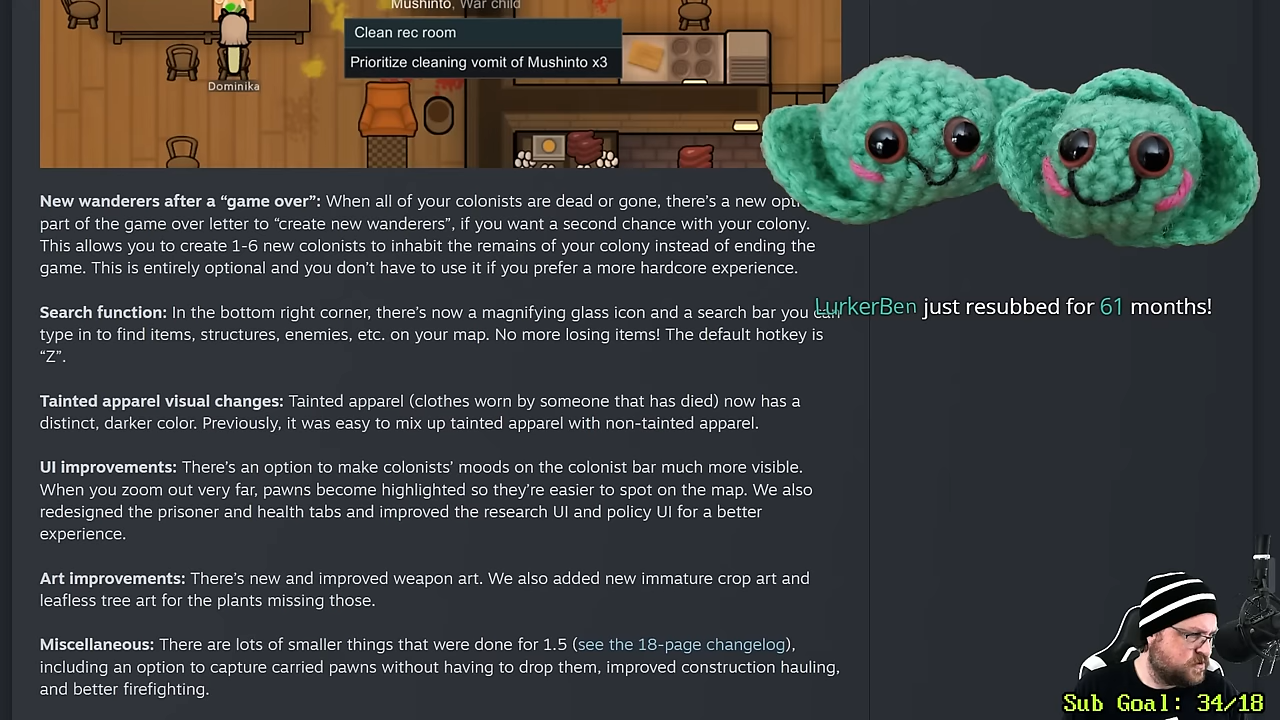 Mushinto, War child
Clean rec room
Prioritize cleaning vomit of Mushinto x3
Dominika
New wanderers after a “game over”: When all of your colonists are dead or gone, there’s a new
part of the game over letter to “create new wanderers”, if you want a second chance with your colony.
This allows you to create 1-6 new colonists to inhabit the remains of your colony instead of ending the
game. This is entirely optional and you don’t have to use it if you prefer a more hardcore experience.
LurkerBen just resubbed for 61 months!
Search function: In the bottom right corner, there’s now a magnifying glass icon and a search bar you can
type in to find items, structures, enemies, etc. on your map. No more losing items! The default hotkey is
“Z”.
Tainted apparel visual changes: Tainted apparel (clothes worn by someone that has died) now has a
distinct, darker color. Previously, it was easy to mix up tainted apparel with non-tainted apparel.
UI improvements: There’s an option to make colonists’ moods on the colonist bar much more visible.
When you zoom out very far, pawns become highlighted so they’re easier to spot on the map. We also
redesigned the prisoner and health tabs and improved the research UI and policy UI for a better
experience.
Art improvements: There’s new and improved weapon art. We also added new immature crop art and
leafless tree art for the plants missing those.
Miscellaneous: There are lots of smaller things that were done for 1.5 (see the 18-page changelog),
including an option to capture carried pawns without having to drop them, improved construction hauling,
and better firefighting.
Sub Goal: 34/18